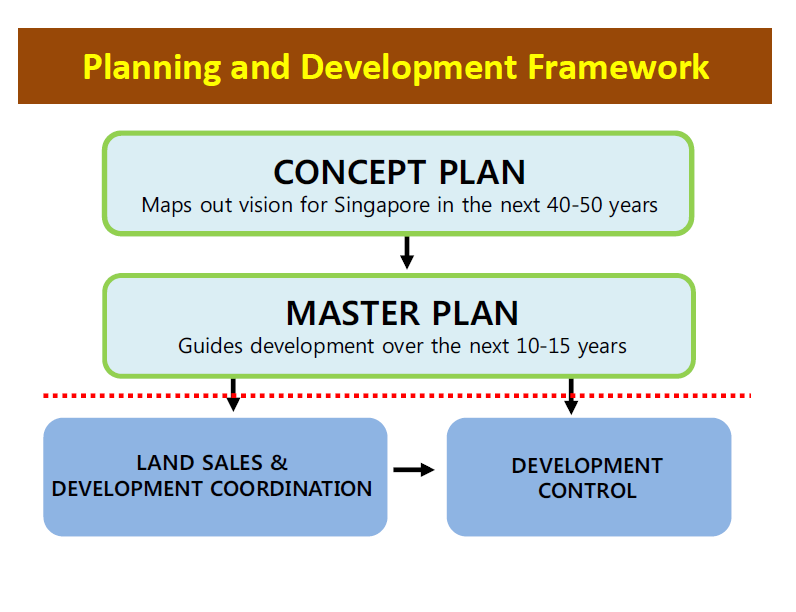 Planning and Development Framework
CONCEPT PLAN
Maps out vision for Singapore in the next 40-50 years
MASTER PLAN
Guides development over the next 10-15 years
LAND SALES &
DEVELOPMENT COORDINATION
DEVELOPMENT
CONTROL